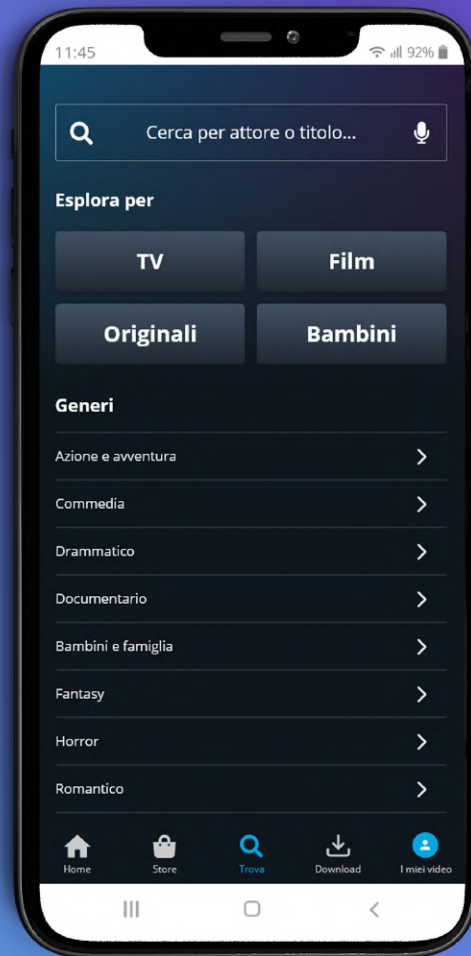 11:45 92%
Cerca per attore o titolo...
Esplora per
TV Film
Originali Bambini
Generi
Azione e avventura
Commedia
Drammatico
Documentario
Bambini e famiglia
Fantasy
Horror
Romantico
Home Store Trova Download I miei video